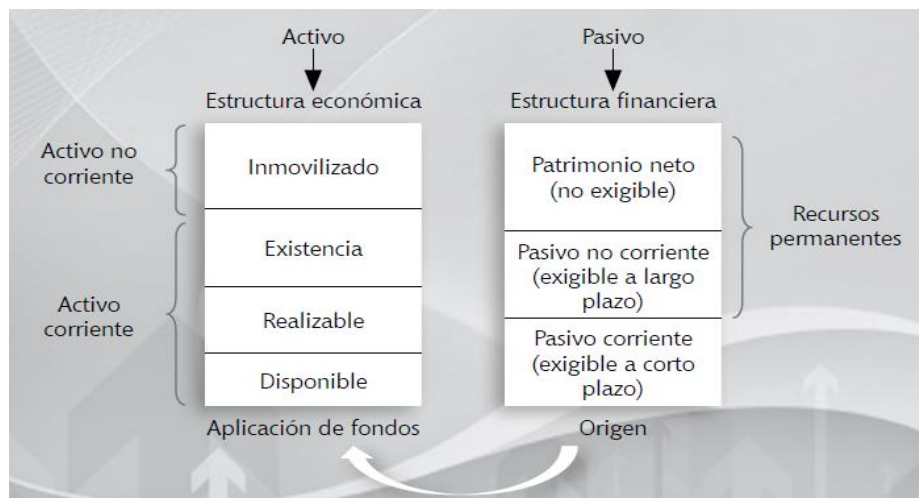 Activo
Pasivo
Estructura económica
Estructura financiera
Activo no
corriente
Inmovilizado
Existencia
Activo
corriente
Realizable
Disponible
Aplicación de fondos
Patrimonio neto
(no exigible)
Pasivo no corriente
(exigible a largo
plazo)
Pasivo corriente
(exigible a corto
plazo)
Recursos
permanentes
Origen